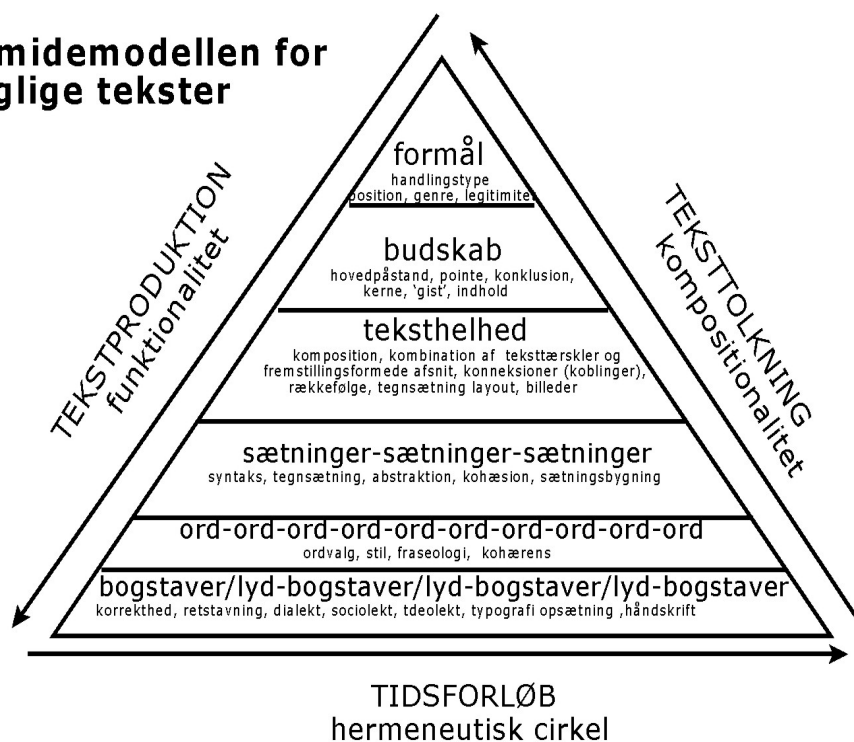 midemodellen for
glige tekster
TEKSTPRODUKTION
funktionalitet
TEKSTTOLKNING
kompositionalitet
formål
handlingstype
position, genre, legitimitet
budskab
hovedpåstand, pointe, konklusion,
kerne, 'gist', indhold
teksthelhed
komposition, kombination af teksttærskler og
fremstillingsformede afsnit, konneksioner (koblinger),
rækkefølge, tegnsætning layout, billeder
sætninger-sætninger-sætninger
syntaks, tegnsætning, abstraktion, kohæsion, sætningsbygning
ord-ord-ord-ord-ord-ord-ord-ord-ord-ord
ordvalg, stil, fraseologi, kohærens
bogstaver/lyd-bogstaver/lyd-bogstaver/lyd-bogstaver
korrekthed, retstavning, dialekt, sociolekt, tdeolekt, typografi opsætning ,håndskrift
TIDSFORLØB
hermeneutisk cirkel